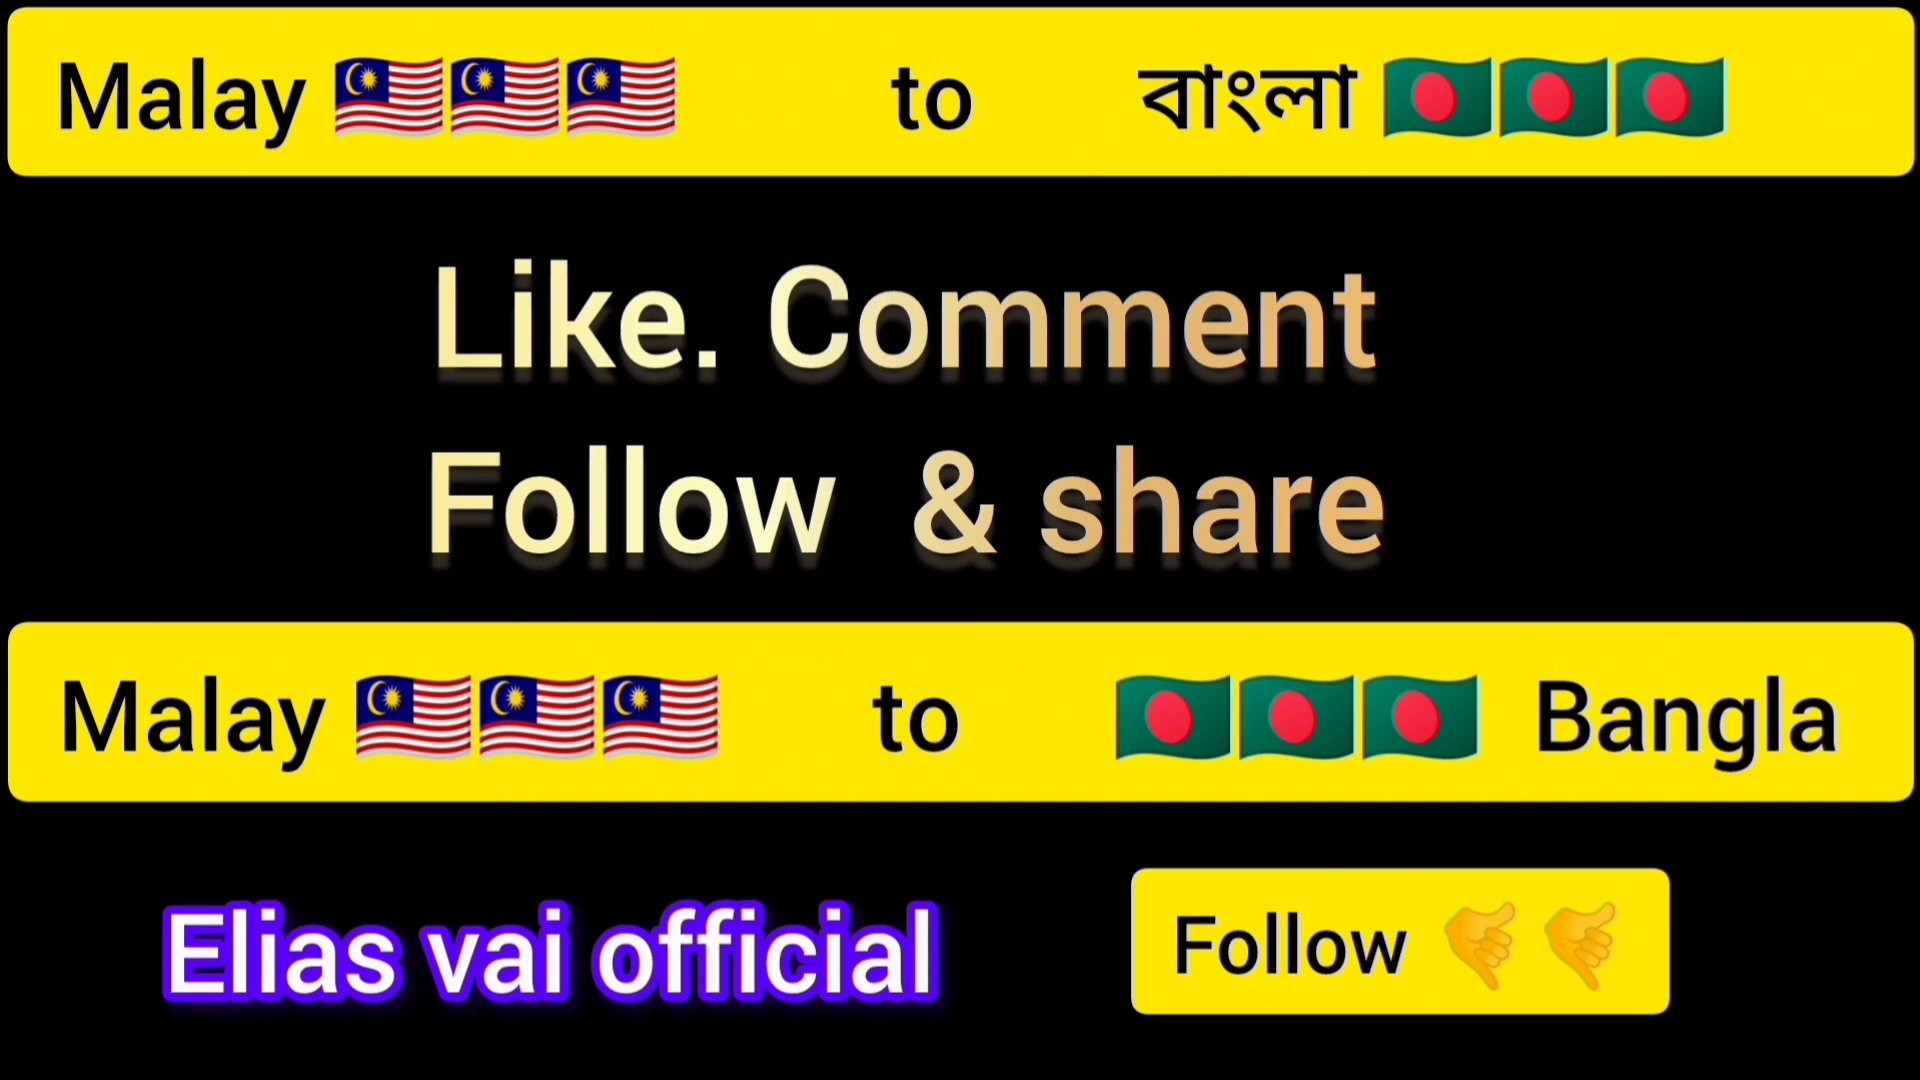 Malay 🇲🇾🇲🇾🇲🇾 to বাংলা 🇧🇩🇧🇩🇧🇩
Like. Comment
Follow & share
Malay 🇲🇾🇲🇾🇲🇾 to 🇧🇩🇧🇩🇧🇩 Bangla
Elias vai official
Follow 🤙🤙